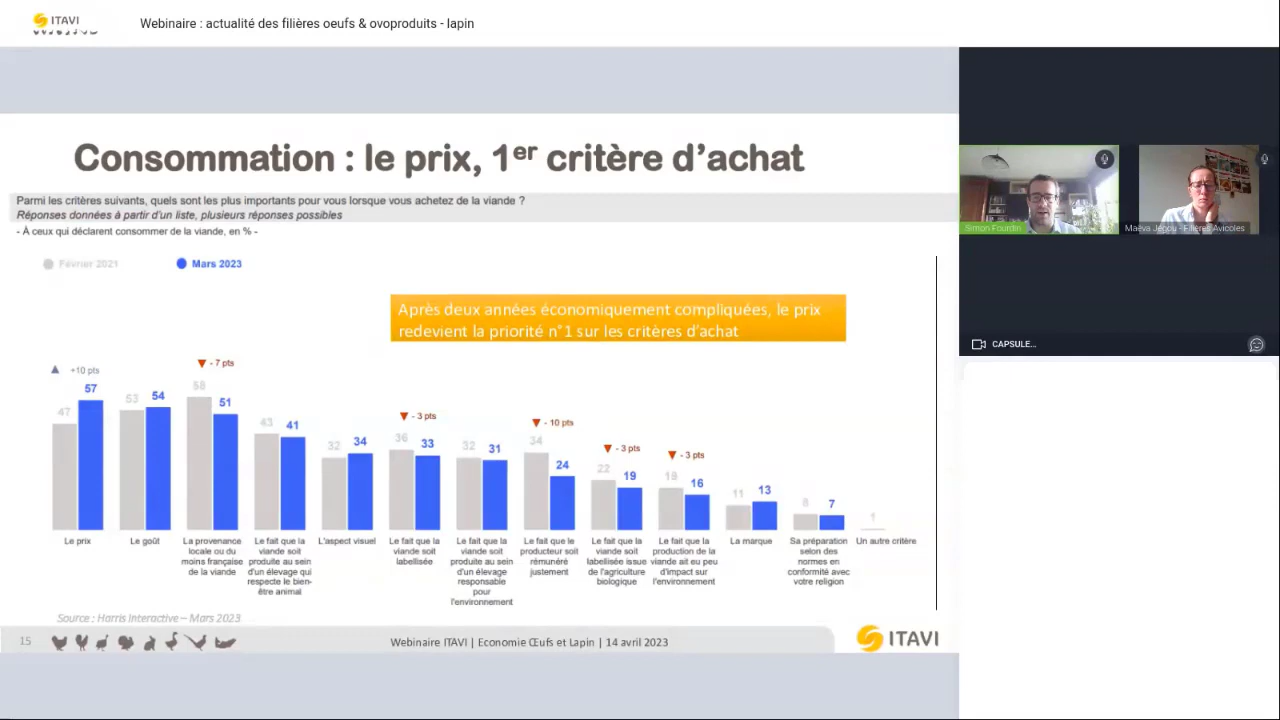 ITAVI
Webinaire : actualité des filières oeufs & ovoproduits - lapin
Consommation : le prix, 1er critère d'achat
Parmi les critères suivants, quels sont les plus importants pour vous lorsque vous achetez de la viande ?
Réponses données à partir d'un liste, plusieurs réponses possibles
- À ceux qui déclarent consommer de la viande, en % -
Février 2021
Mars 2023
Après deux années économiquement compliquées, le prix
redevient la priorité n°1 sur les critères d'achat
+10 pts
- 7 pts
- 3 pts
- 10 pts
- 3 pts
- 3 pts
47 57
53 54
58 51
43 41
32 34
36 33
32 31
34 24
22 19
19 16
11 13
8 7
1
Le prix
Le goût
La provenance
locale ou du
moins française
de la viande
Le fait que la
viande soit
produite au sein
d'un élevage qui
respecte le bien-
être animal
L'aspect visuel
Le fait que la
viande soit
labellisée
Le fait que la
viande soit
produite au sein
d'un élevage
responsable
pour
l'environnement
Le fait que le
producteur soit
rémunéré
justement
Le fait que la
viande soit
labellisée issue
de l'agriculture
biologique
Le fait que la
production de la
viande ait eu peu
d'impact sur
l'environnement
La marque
Sa préparation
selon des
normes en
conformité avec
votre religion
Un autre critère
Source : Harris Interactive – Mars 2023
15
Webinaire ITAVI | Economie Œufs et Lapin | 14 avril 2023
ITAVI
Simon Fourdin
Maëva Jégou - Filières Avicoles
CAPSULE...